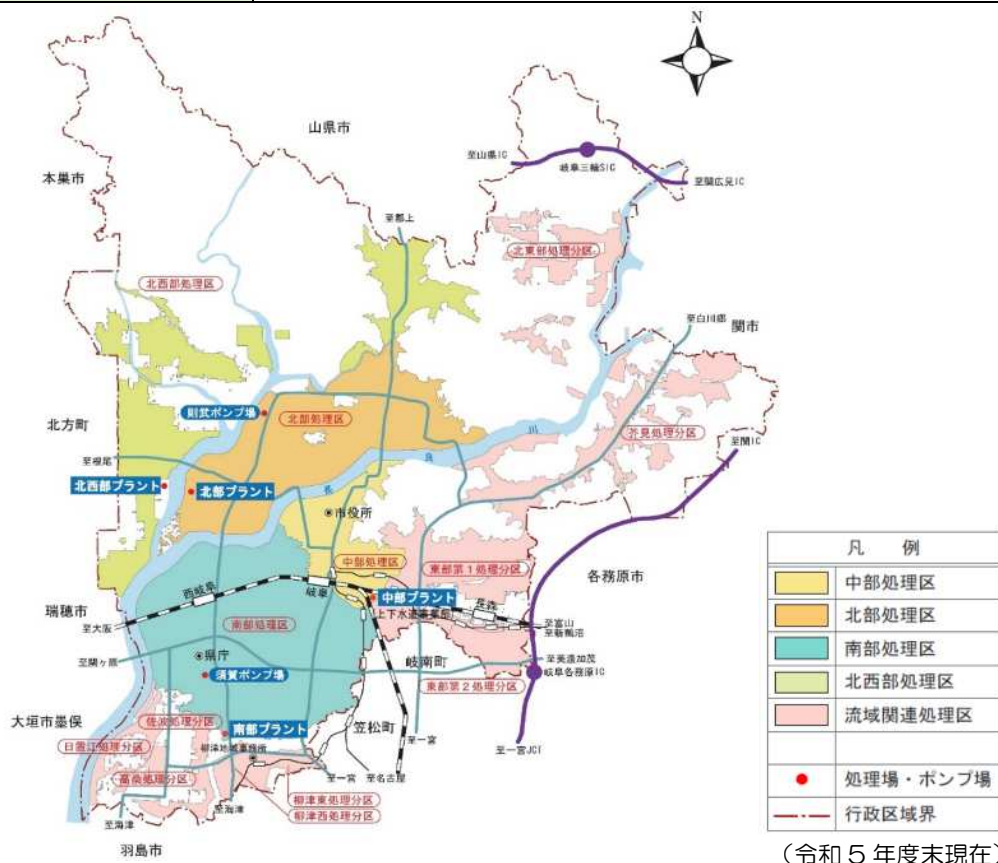 N
山県市
至山県IC
岐阜三輪SIC
至関広見IC
本巣市
至郡上
北東部処理分区
北西部処理区
至白川郷
関市
北方町
則武ポンプ場
北部処理区
川
良
長
芥見処理分区
至関IC
至根尾
北西部プラント
北部プラント
市役所
中部処理区
東部第1処理分区
各務原市
瑞穂市
西岐阜
岐阜
中部プラント
上下水道事業部
長森
至大阪
至富山
至新鵜沼
南部処理区
至関ヶ原
県庁
岐南町
至美濃加茂
岐阜各務原IC
須賀ポンプ場
東部第2処理分区
大垣市墨俣
佐波処理分区
南部プラント
笠松町
至一宮
日置江処理分区
柳津地域事務所
至一宮JCT
高桑処理分区
至一宮
至名古屋
柳津東処理分区
柳津西処理分区
至海津
至海津
羽島市
凡 例
中部処理区
北部処理区
南部処理区
北西部処理区
流域関連処理区
処理場・ポンプ場
行政区域界
（令和5年度末現在）